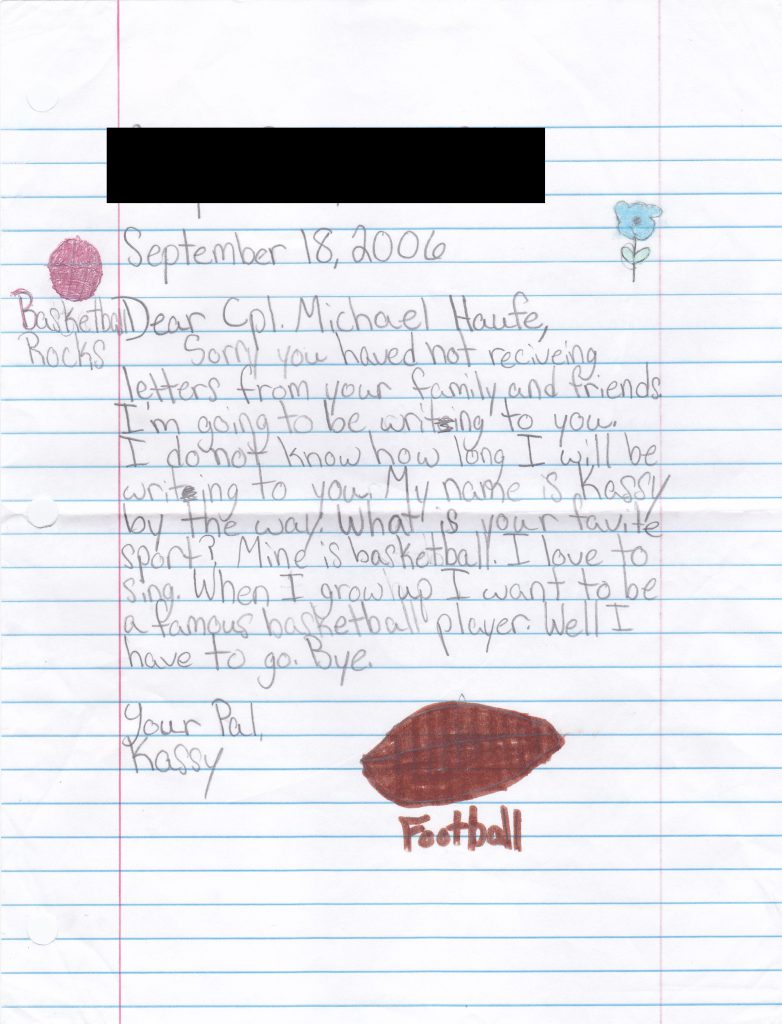 September 18, 2006
Basketball
Rocks
Dear Cpl. Michael Haufe,
Sorry you haved not reciveing
letters from your family and friends.
I'm going to be writing to you.
I do not know how long I will be
writing to you. My name is Kassy
by the way. What is your favite
sport? Mine is basketball. I love to
sing. When I grow up I want to be
a famous basketball player. Well I
have to go. Bye.
Your Pal,
Kassy
Football